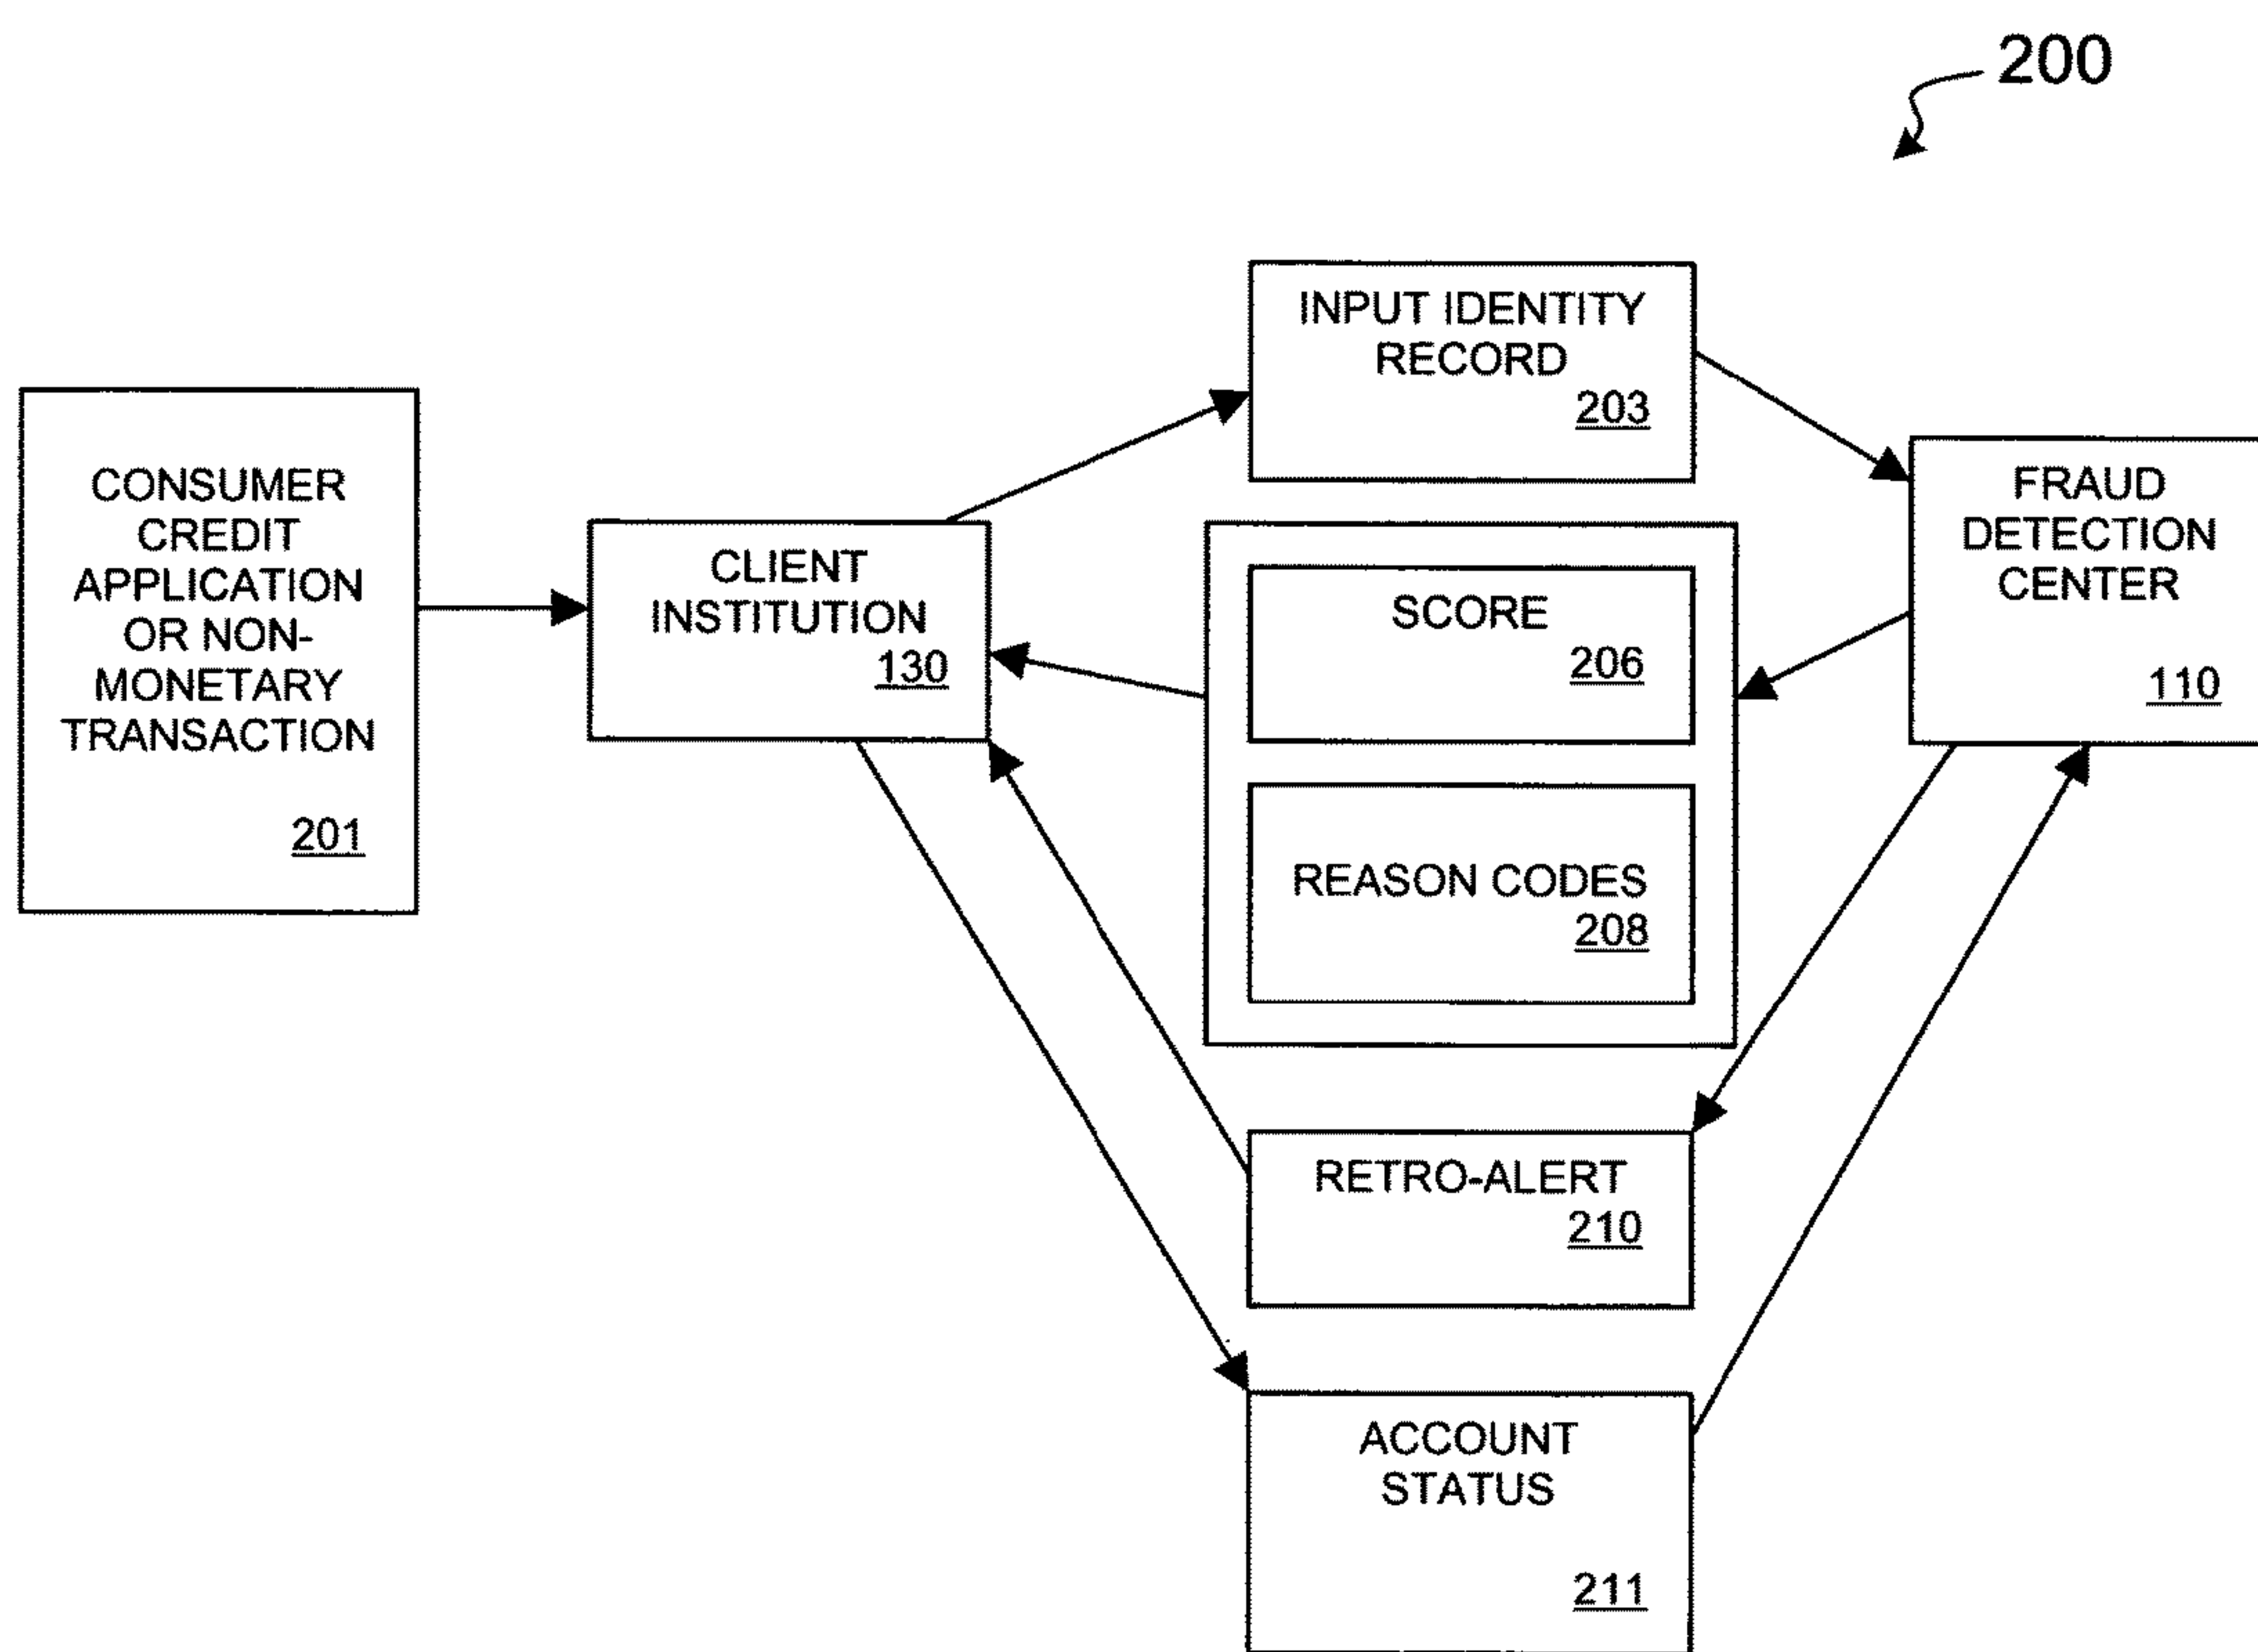 200
CONSUMER
CREDIT
APPLICATION
OR NON-
MONETARY
TRANSACTION
201
CLIENT
INSTITUTION
130
INPUT IDENTITY
RECORD
203
SCORE
206
REASON CODES
208
RETRO-ALERT
210
ACCOUNT
STATUS
211
FRAUD
DETECTION
CENTER
110